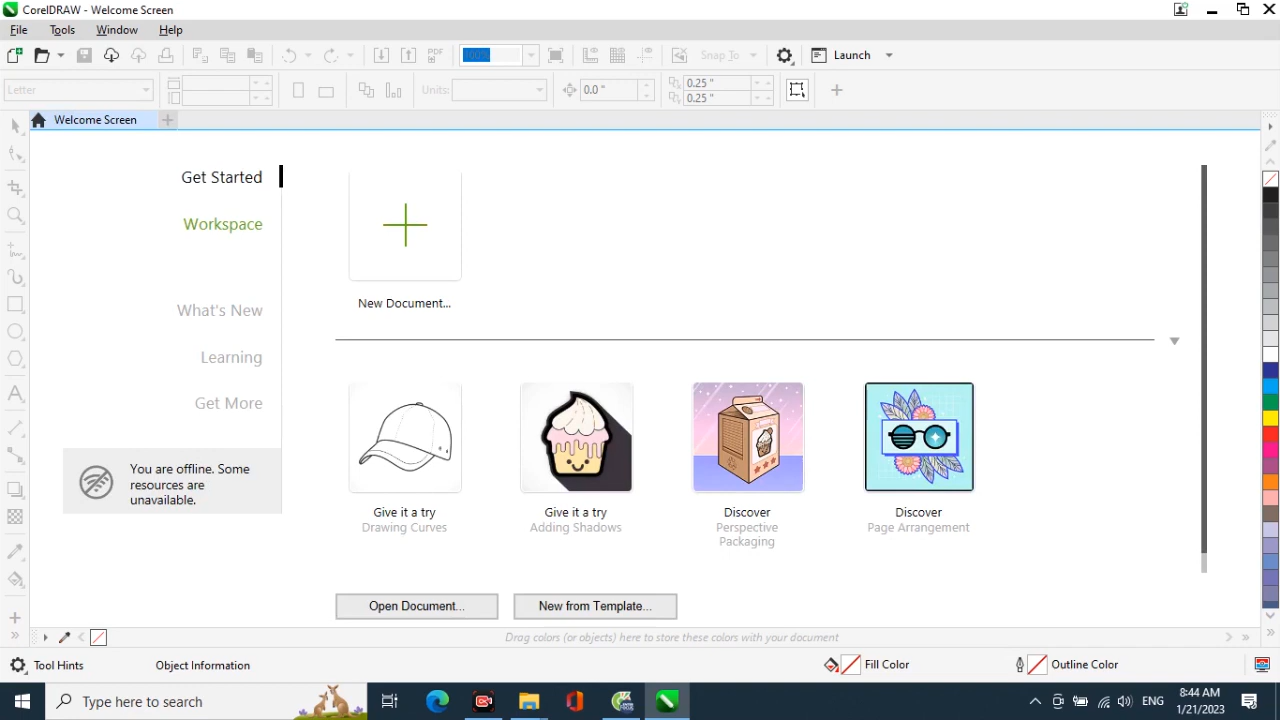 CorelDRAW - Welcome Screen
File Tools Window Help
PDF 100% Snap To Launch
Letter Units: 0.0 " 0.25 "
0.25 "
Welcome Screen
Get Started
Workspace
What's New
Learning
Get More
You are offline. Some
resources are
unavailable.
New Document...
Give it a try
Drawing Curves
Give it a try
Adding Shadows
Discover
Perspective
Packaging
Discover
Page Arrangement
Open Document... New from Template...
Drag colors (or objects) here to store these colors with your document
Tool Hints Object Information Fill Color Outline Color
Type here to search
ENG
8:44 AM
1/21/2023